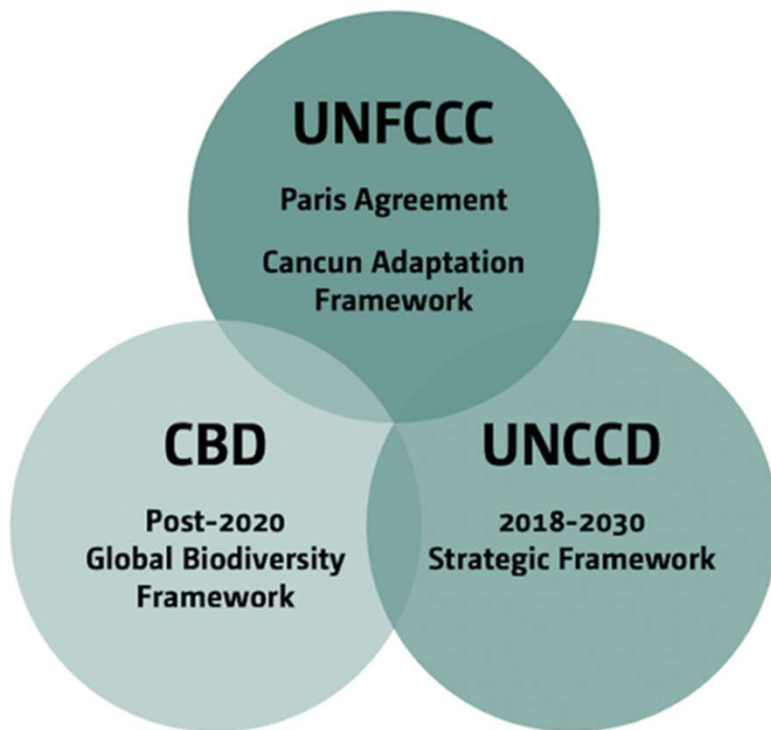 UNFCCC
Paris Agreement
Cancun Adaptation
Framework
CBD
Post-2020
Global Biodiversity
Framework
UNCCD
2018-2030
Strategic Framework